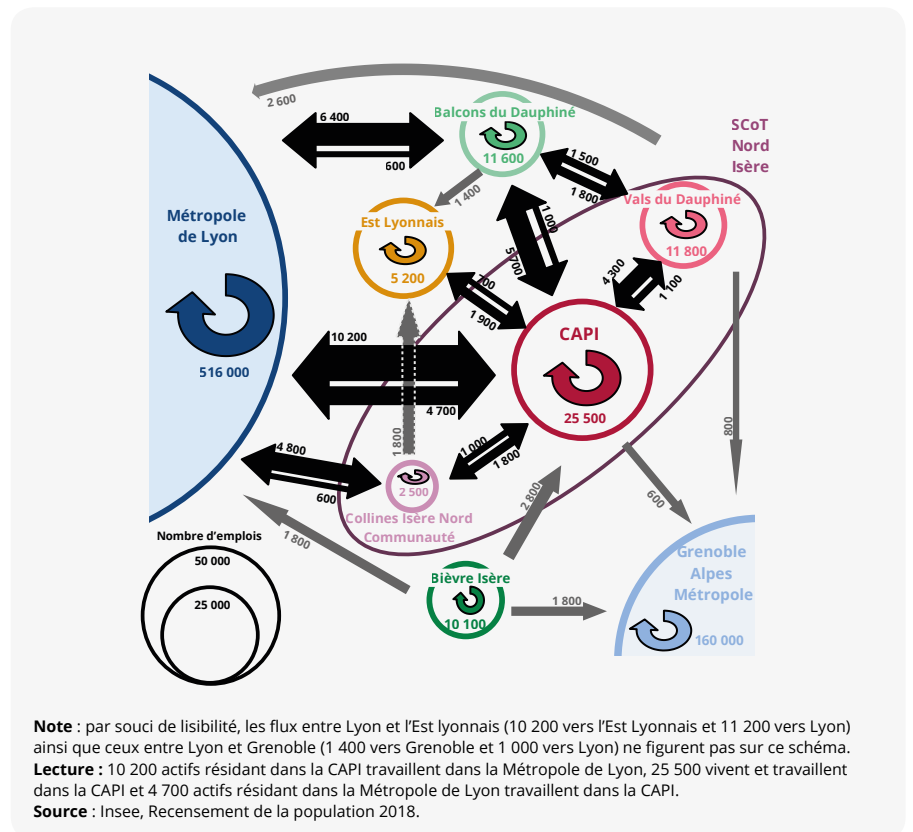 2 600
6 400
600
Balcons du Dauphiné
11 600
SCoT
Nord
Isère
1 500
1 800
1 400
Vals du Dauphiné
11 800
Métropole
de Lyon
516 000
Est Lyonnais
5 200
1 000
5 700
4 300
1 100
700
1 900
10 200
4 700
CAPI
25 500
1 800
4 800
600
1 000
1 800
2 500
Collines Isère Nord
Communauté
800
600
2 800
1 800
Nombre d’emplois
50 000
25 000
Bièvre Isère
10 100
1 800
Grenoble
Alpes
Métropole
160 000
Note : par souci de lisibilité, les flux entre Lyon et l’Est lyonnais (10 200 vers l’Est Lyonnais et 11 200 vers Lyon)
ainsi que ceux entre Lyon et Grenoble (1 400 vers Grenoble et 1 000 vers Lyon) ne figurent pas sur ce schéma.
Lecture : 10 200 actifs résidant dans la CAPI travaillent dans la Métropole de Lyon, 25 500 vivent et travaillent
dans la CAPI et 4 700 actifs résidant dans la Métropole de Lyon travaillent dans la CAPI.
Source : Insee, Recensement de la population 2018.